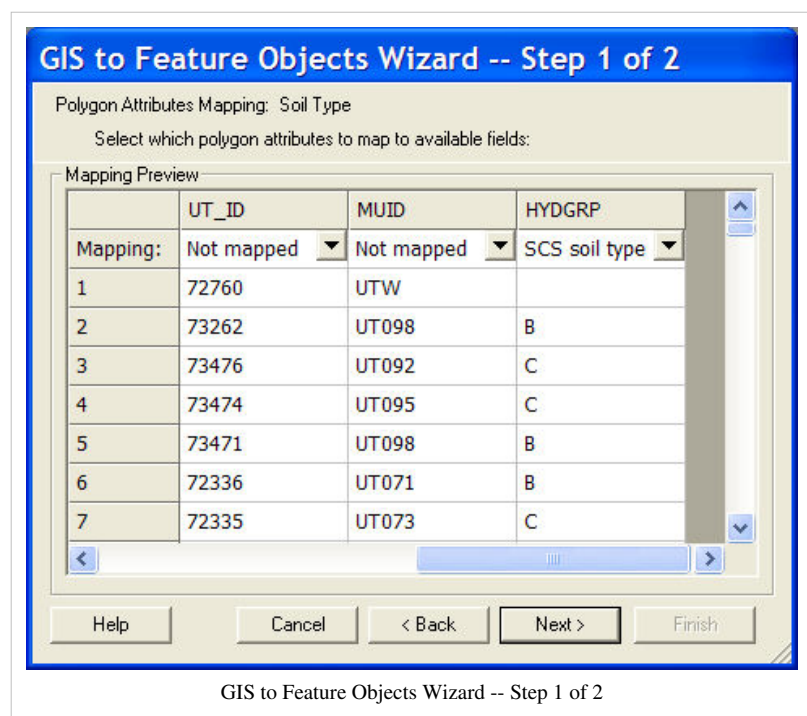 GIS to Feature Objects Wizard -- Step 1 of 2
Polygon Attributes Mapping: Soil Type
Select which polygon attributes to map to available fields:
Mapping Preview
UT_ID MUID HYDGRP
Mapping: Not mapped Not mapped SCS soil type
1 72760 UTW
2 73262 UT098 B
3 73476 UT092 C
4 73474 UT095 C
5 73471 UT098 B
6 72336 UT071 B
7 72335 UT073 C
Help Cancel < Back Next > Finish
GIS to Feature Objects Wizard -- Step 1 of 2